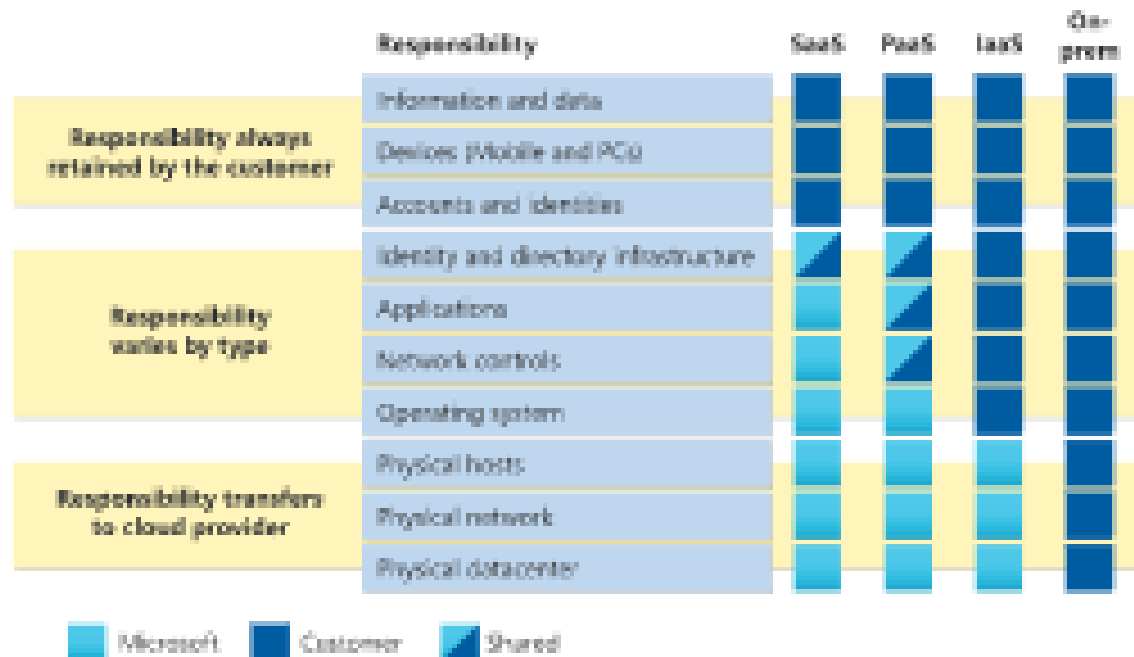 Responsibility SaaS PaaS IaaS On-
prem
Responsibility always
retained by the customer
Information and data
Devices (Mobile and PCs)
Accounts and identities
Responsibility
varies by type
Identity and directory infrastructure
Applications
Network controls
Operating system
Responsibility transfers
to cloud provider
Physical hosts
Physical network
Physical datacenter
Microsoft Customer Shared